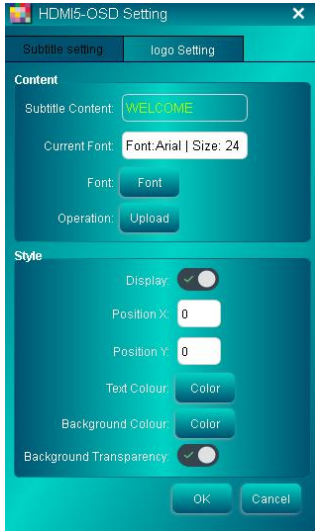 HDMI5-OSD Setting
Subtitle setting logo Setting
Content
Subtitle Content: WELCOME
Current Font: Font:Arial | Size: 24
Font: Font
Operation: Upload
Style
Display:
Position X: 0
Position Y: 0
Text Colour: Color
Background Colour: Color
Background Transparency:
OK Cancel